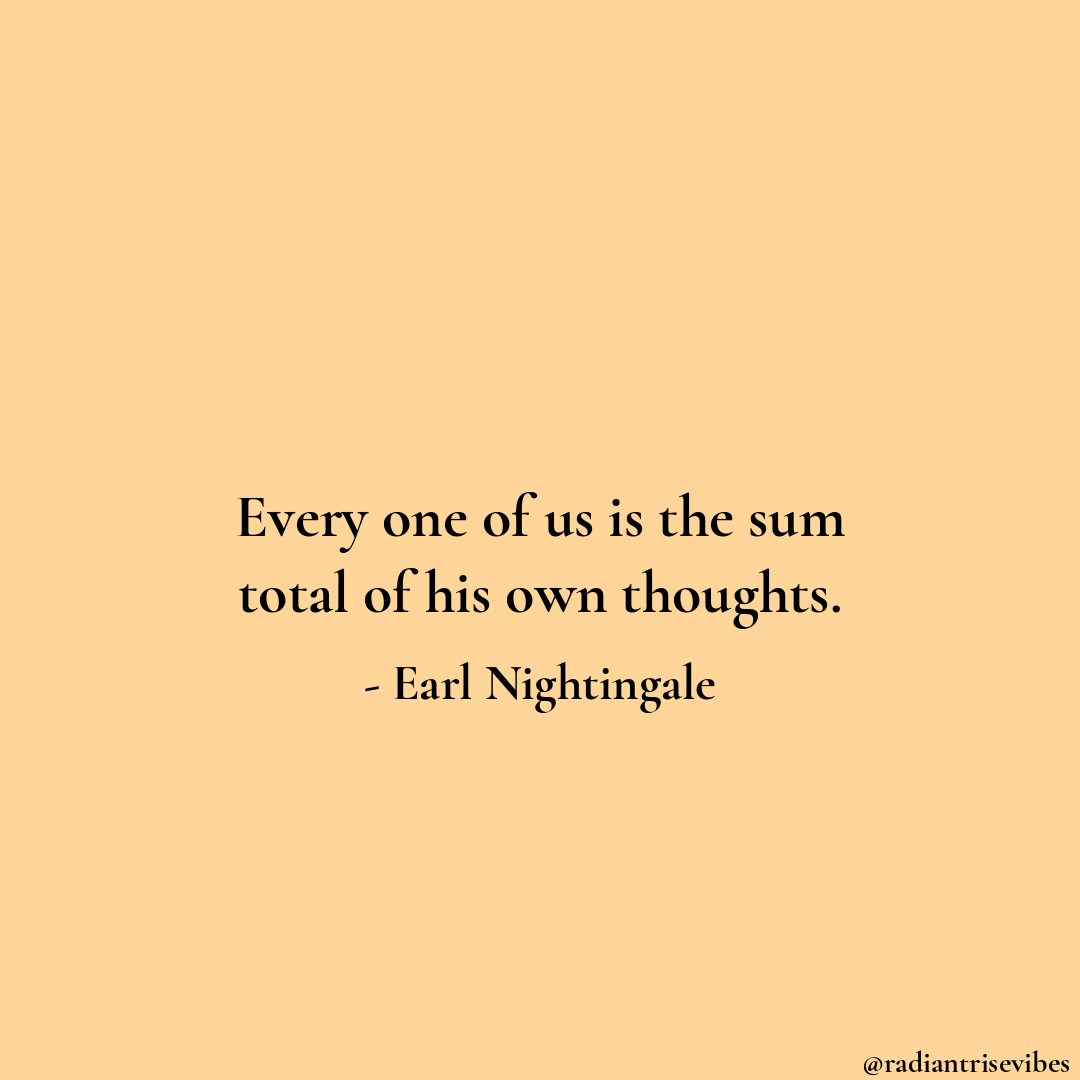 Every one of us is the sum
total of his own thoughts.
- Earl Nightingale
@radiantrisevibes